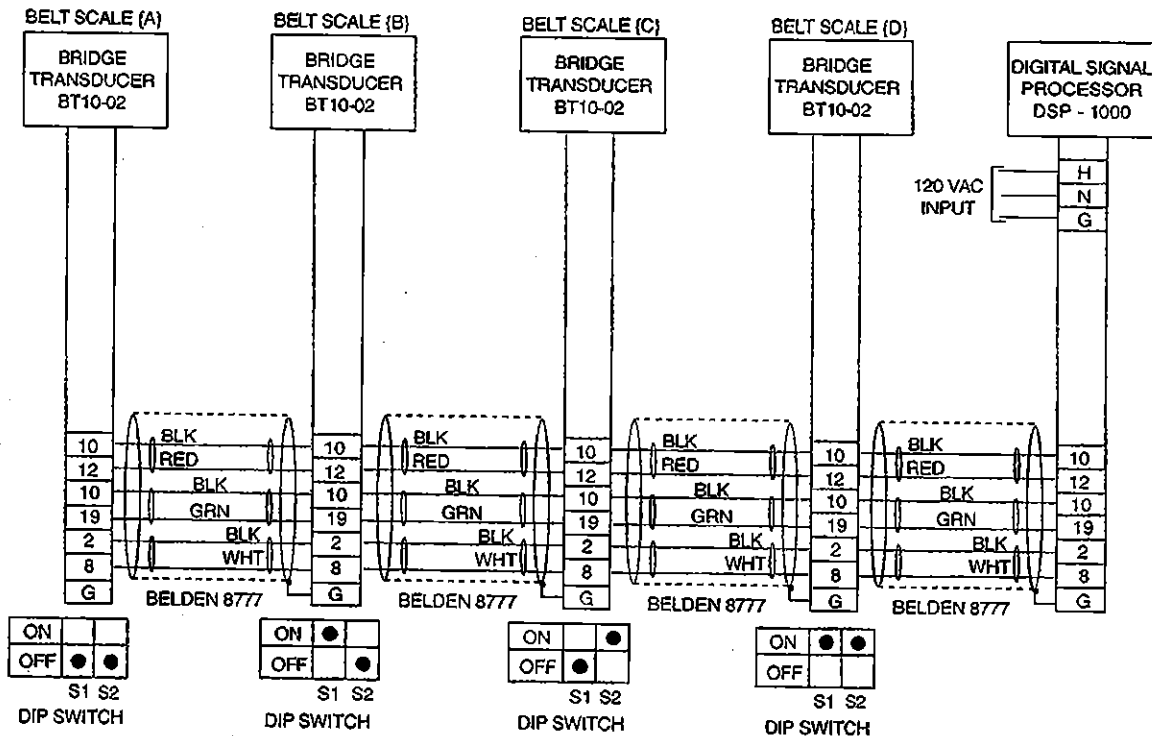 BELT SCALE (A)
BRIDGE
TRANSDUCER
BT10-02
BELT SCALE (B)
BRIDGE
TRANSDUCER
BT10-02
BELT SCALE (C)
BRIDGE
TRANSDUCER
BT10-02
BELT SCALE (D)
BRIDGE
TRANSDUCER
BT10-02
DIGITAL SIGNAL
PROCESSOR
DSP - 1000
120 VAC
INPUT
H
N
G
10
12
10
19
2
8
G
BLK
RED
BLK
GRN
BLK
WHT
BELDEN 8777
10
12
10
19
2
8
G
BLK
RED
BLK
GRN
BLK
WHT
BELDEN 8777
10
12
10
19
2
8
G
BLK
RED
BLK
GRN
BLK
WHT
BELDEN 8777
10
12
10
19
2
8
G
BLK
RED
BLK
GRN
BLK
WHT
BELDEN 8777
10
12
10
19
2
8
G
ON
OFF
S1 S2
DIP SWITCH
ON
OFF
S1 S2
DIP SWITCH
ON
OFF
S1 S2
DIP SWITCH
ON
OFF
S1 S2
DIP SWITCH